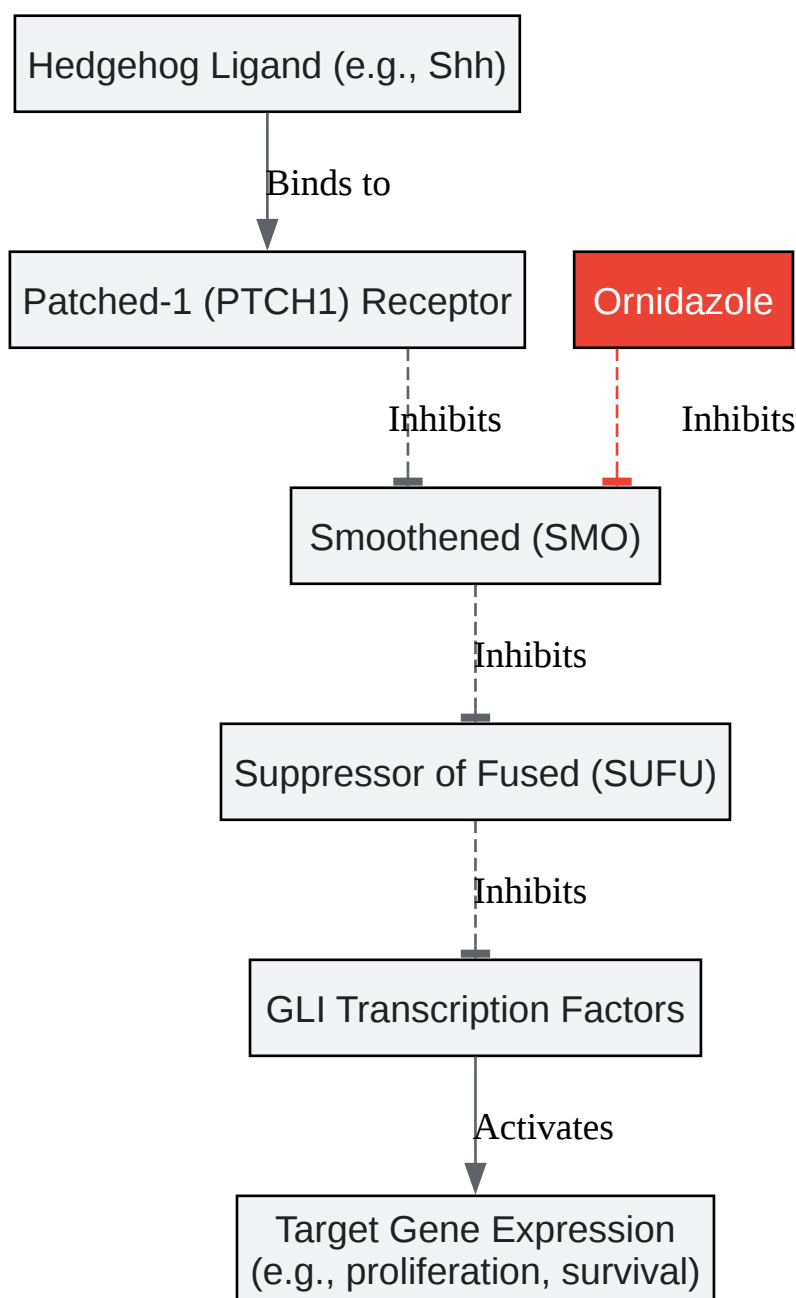 Hedgehog Ligand (e.g., Shh)
Binds to
Patched-1 (PTCH1) Receptor
Ornidazole
Inhibits
Inhibits
Smoothened (SMO)
Inhibits
Suppressor of Fused (SUFU)
Inhibits
GLI Transcription Factors
Activates
Target Gene Expression
(e.g., proliferation, survival)